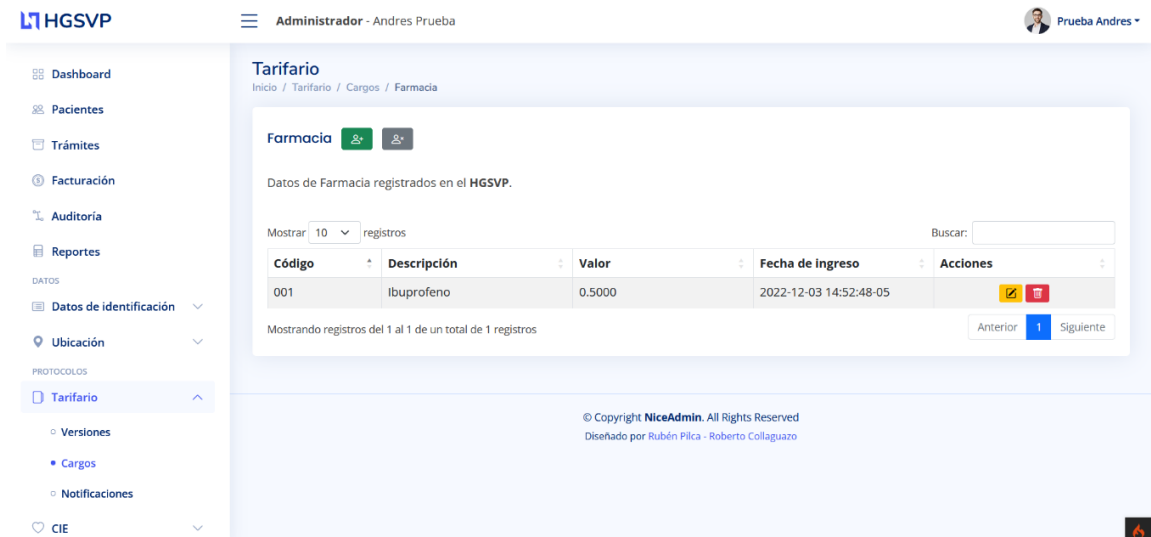 HGSVP
Administrador - Andres Prueba
Prueba Andres
Dashboard
Pacientes
Trámites
Facturación
Auditoría
Reportes
DATOS
Datos de identificación
Ubicación
PROTOCOLOS
Tarifario
Versiones
Cargos
Notificaciones
CIE
Tarifario
Inicio / Tarifario / Cargos / Farmacia
Farmacia
Datos de Farmacia registrados en el HGSVP.
Mostrar 10 registros
Buscar:
Código Descripción Valor Fecha de ingreso Acciones
001 Ibuprofeno 0.5000 2022-12-03 14:52:48-05
Mostrando registros del 1 al 1 de un total de 1 registros
Anterior 1 Siguiente
© Copyright NiceAdmin. All Rights Reserved
Diseñado por Rubén Pilca - Roberto Collaguazo